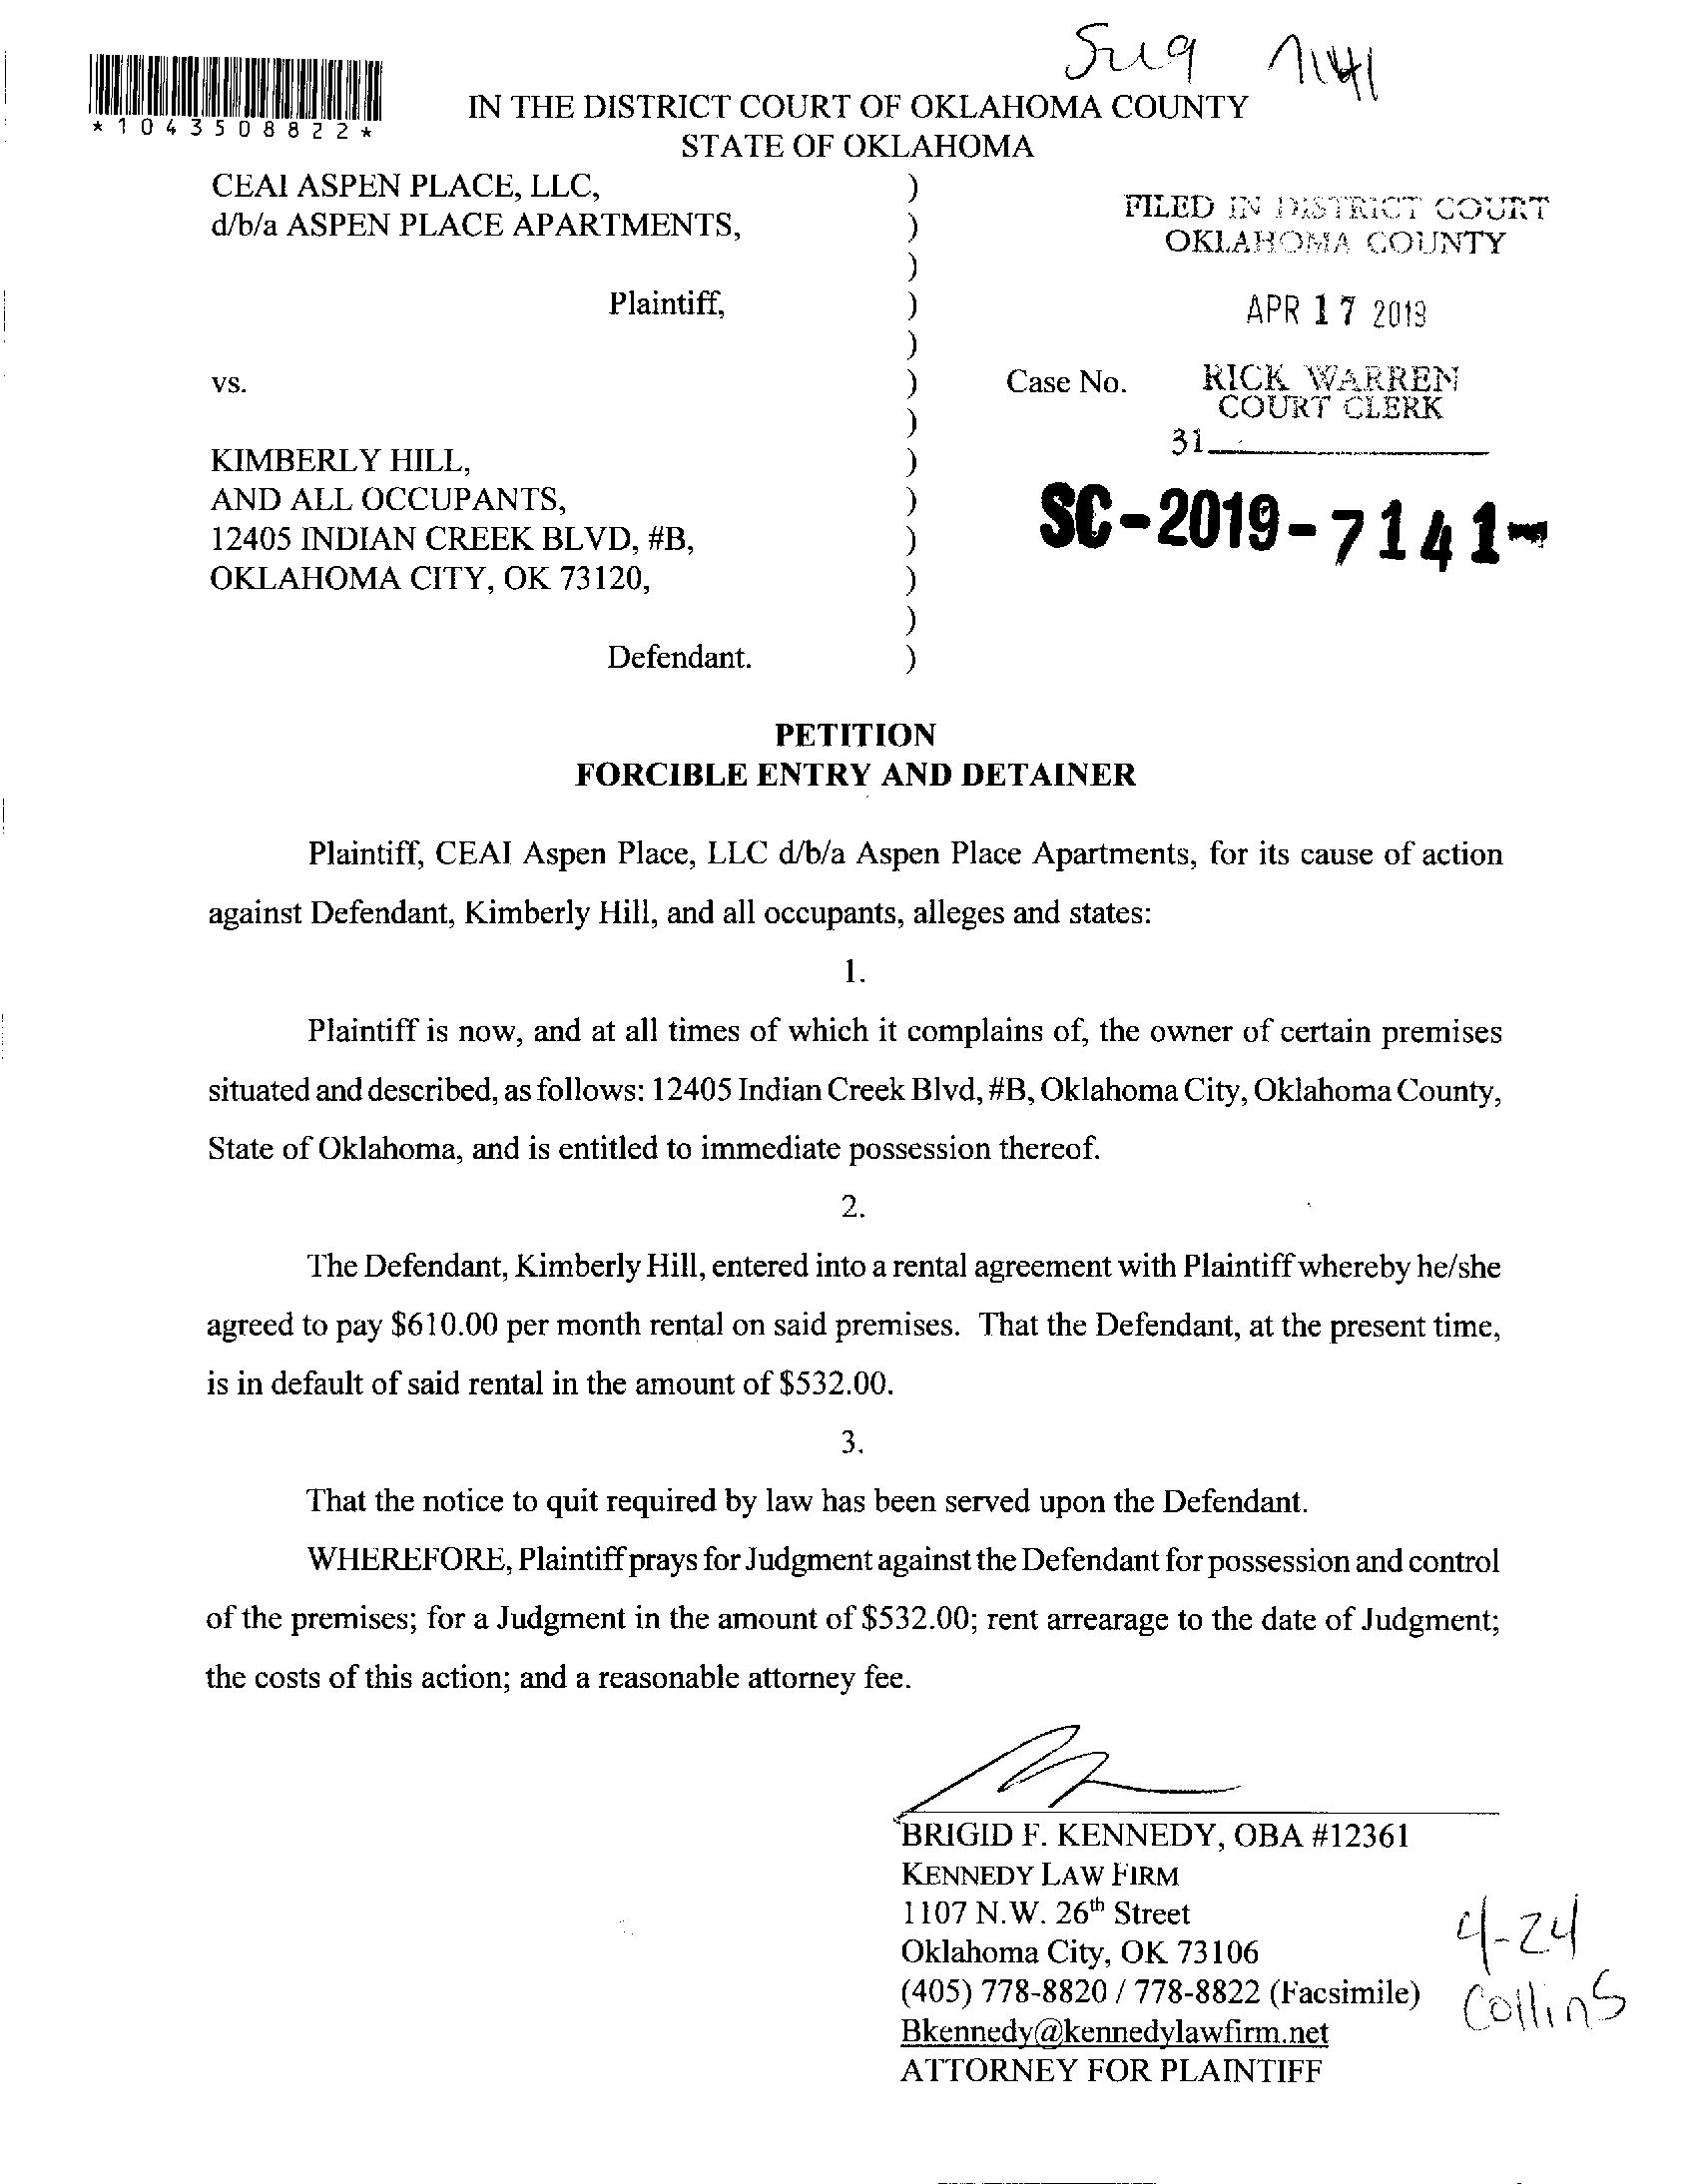 7141
*1043508822*
IN THE DISTRICT COURT OF OKLAHOMA COUNTY
STATE OF OKLAHOMA
CEAI ASPEN PLACE, LLC, )
d/b/a ASPEN PLACE APARTMENTS, )
)
Plaintiff, )
)
vs. )
)
KIMBERLY HILL, )
AND ALL OCCUPANTS, )
12405 INDIAN CREEK BLVD, #B, )
OKLAHOMA CITY, OK 73120, )
)
Defendant. )
FILED IN DISTRICT COURT
OKLAHOMA COUNTY
APR 17 2019
Case No. RICK WARREN
COURT CLERK
31
SC-2019-7141-
PETITION
FORCIBLE ENTRY AND DETAINER
Plaintiff, CEAI Aspen Place, LLC d/b/a Aspen Place Apartments, for its cause of action
against Defendant, Kimberly Hill, and all occupants, alleges and states:
1.
Plaintiff is now, and at all times of which it complains of, the owner of certain premises
situated and described, as follows: 12405 Indian Creek Blvd, #B, Oklahoma City, Oklahoma County,
State of Oklahoma, and is entitled to immediate possession thereof.
2.
The Defendant, Kimberly Hill, entered into a rental agreement with Plaintiff whereby he/she
agreed to pay $610.00 per month rental on said premises. That the Defendant, at the present time,
is in default of said rental in the amount of $532.00.
3.
That the notice to quit required by law has been served upon the Defendant.
WHEREFORE, Plaintiff prays for Judgment against the Defendant for possession and control
of the premises; for a Judgment in the amount of $532.00; rent arrearage to the date of Judgment;
the costs of this action; and a reasonable attorney fee.
BRIGID F. KENNEDY, OBA #12361
KENNEDY LAW FIRM
1107 N.W. 26th Street
Oklahoma City, OK 73106
(405) 778-8820 / 778-8822 (Facsimile)
Bkennedy@kennedylawfirm.net
ATTORNEY FOR PLAINTIFF
4-24
Collins